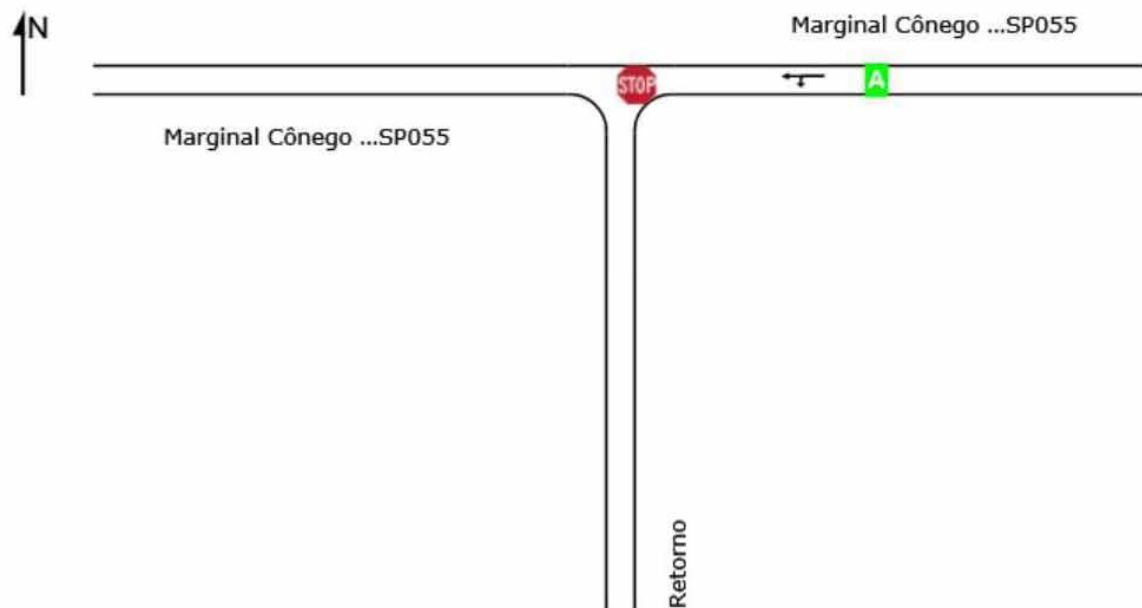 N
Marginal Cônego ...SP055
STOP
A
Marginal Cônego ...SP055
Retorno